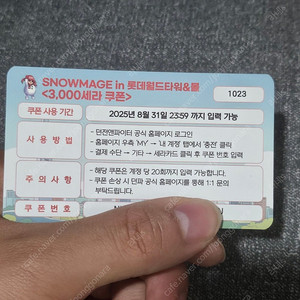 SNOWMAGE in 롯데월드타워&몰
<3,000세라 쿠폰>
1023
쿠폰 사용 기간
2025년 8월 31일 23:59 까지 입력 가능
사 용 방 법
- 던전앤파이터 공식 홈페이지 로그인
- 홈페이지 우측 'MY' → '내 계정' 탭에서 '충전' 클릭
- 결제 수단 → 기타 → 세라카드 클릭 후 쿠폰 번호 입력
주 의 사 항
- 해당 쿠폰은 계정 당 20회까지 입력 가능합니다.
- 쿠폰 손상 시 던파 공식 홈페이지를 통해 1:1 문의
부탁드립니다.
쿠 폰 번 호